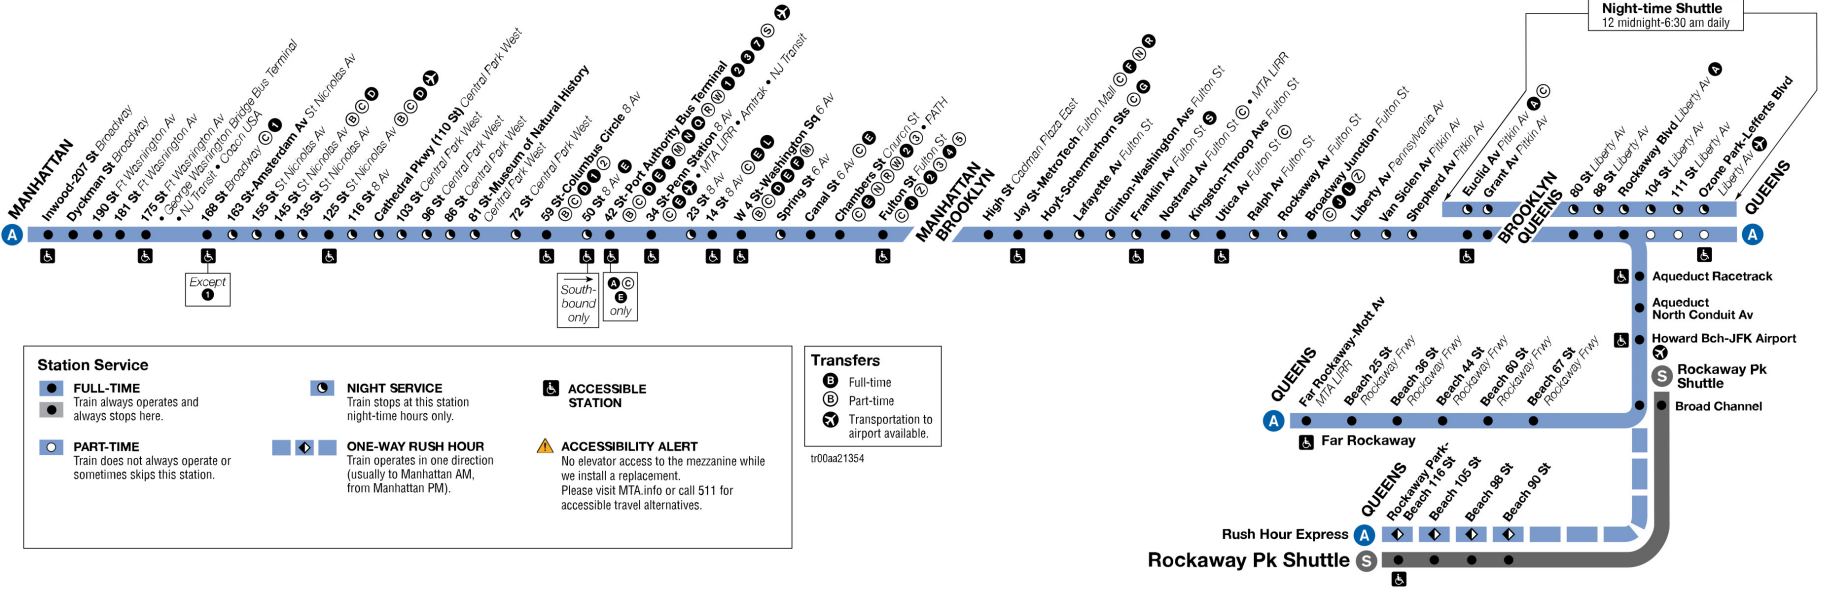 Night-time Shuttle
12 midnight-6:30 am daily
MANHATTAN
A
Inwood-207 St Broadway
Dyckman St Broadway
190 St Ft Washington Av
181 St Ft Washington Av
175 St Ft Washington Av
• George Washington Bridge Bus Terminal
• NJ Transit • Coach USA
168 St Broadway C 1
163 St-Amsterdam Av St Nicholas Av
155 St St Nicholas Av
145 St St Nicholas Av B C D
135 St St Nicholas Av
125 St St Nicholas Av B C D
116 St 8 Av
Cathedral Pkwy (110 St) Central Park West
103 St Central Park West
96 St Central Park West
86 St Central Park West
81 St-Museum of Natural History
Central Park West
72 St Central Park West
59 St-Columbus Circle 8 Av
B C D 1 2
50 St 8 Av E
42 St-Port Authority Bus Terminal
B C D E F M N Q R W 1 2 3 7 S
34 St-Penn Station 8 Av
C E • MTA LIRR • Amtrak • NJ Transit
23 St 8 Av
14 St 8 Av C E L
W 4 St-Washington Sq 6 Av
B C D E F M
Spring St 6 Av
Canal St 6 Av C E
Chambers St Church St
C E N R W 2 3 • PATH
Fulton St Fulton St
C J Z 2 3 4 5
MANHATTAN
BROOKLYN
High St Cadman Plaza East
Jay St-MetroTech Fulton Mall C F N R
Hoyt-Schermerhorn Sts C G
Lafayette Av Fulton St
Clinton-Washington Avs Fulton St
Franklin Av Fulton St S
Nostrand Av Fulton St C • MTA LIRR
Kingston-Throop Avs Fulton St
Utica Av Fulton St C
Ralph Av Fulton St
Rockaway Av Fulton St
Broadway Junction Fulton St
C J L Z
Liberty Av Pennsylvania Av
Van Siclen Av Pitkin Av
Shepherd Av Pitkin Av
Euclid Av Pitkin Av A C
Grant Av Pitkin Av
BROOKLYN
QUEENS
80 St Liberty Av
88 St Liberty Av
Rockaway Blvd Liberty Av A
104 St Liberty Av
111 St Liberty Av
Ozone Park-Lefferts Blvd
Liberty Av
QUEENS
A
Except
1
South-
bound
only
A C
E
only
Aqueduct Racetrack
Aqueduct
North Conduit Av
Howard Bch-JFK Airport
S
Rockaway Pk
Shuttle
Broad Channel
QUEENS
A
Far Rockaway-Mott Av
MTA LIRR
Beach 25 St
Rockaway Frwy
Beach 36 St
Rockaway Frwy
Beach 44 St
Rockaway Frwy
Beach 60 St
Rockaway Frwy
Beach 67 St
Rockaway Frwy
Far Rockaway
QUEENS
Rockaway Park-
Beach 116 St
Beach 105 St
Beach 98 St
Beach 90 St
Rush Hour Express A
Rockaway Pk Shuttle S
Station Service
FULL-TIME
Train always operates and
always stops here.
PART-TIME
Train does not always operate or
sometimes skips this station.
NIGHT SERVICE
Train stops at this station
night-time hours only.
ONE-WAY RUSH HOUR
Train operates in one direction
(usually to Manhattan AM,
from Manhattan PM).
ACCESSIBLE
STATION
ACCESSIBILITY ALERT
No elevator access to the mezzanine while
we install a replacement.
Please visit MTA.info or call 511 for
accessible travel alternatives.
Transfers
B Full-time
B Part-time
Transportation to
airport available.
tr00aa21354